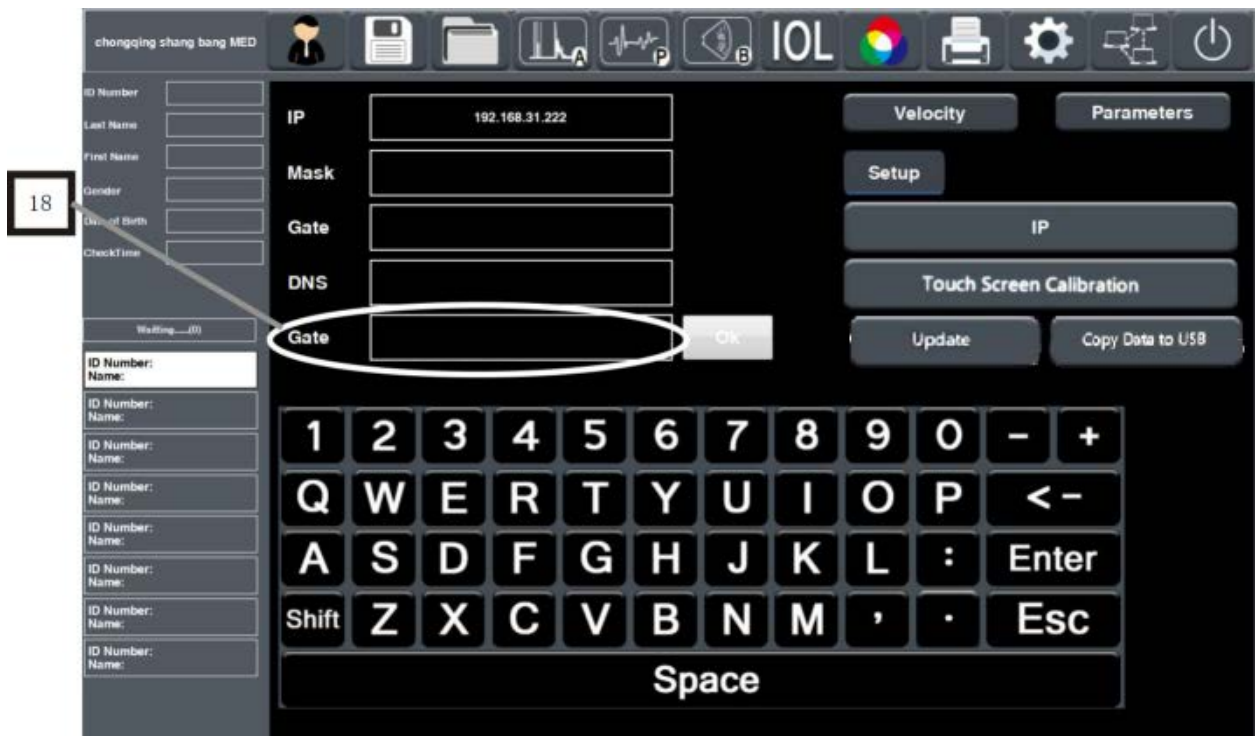 chongqing shang bang MED
A
P
B
IOL
ID Number
Last Name
First Name
Gender
Date of Birth
CheckTime
18
Waitting.....(0)
ID Number:
Name:
ID Number:
Name:
ID Number:
Name:
ID Number:
Name:
ID Number:
Name:
ID Number:
Name:
ID Number:
Name:
ID Number:
Name:
IP 192.168.31.222
Mask
Gate
DNS
Gate Ok
Velocity Parameters
Setup
IP
Touch Screen Calibration
Update Copy Data to USB
1 2 3 4 5 6 7 8 9 0 - +
Q W E R T Y U I O P < -
A S D F G H J K L : Enter
Shift Z X C V B N M , . Esc
Space